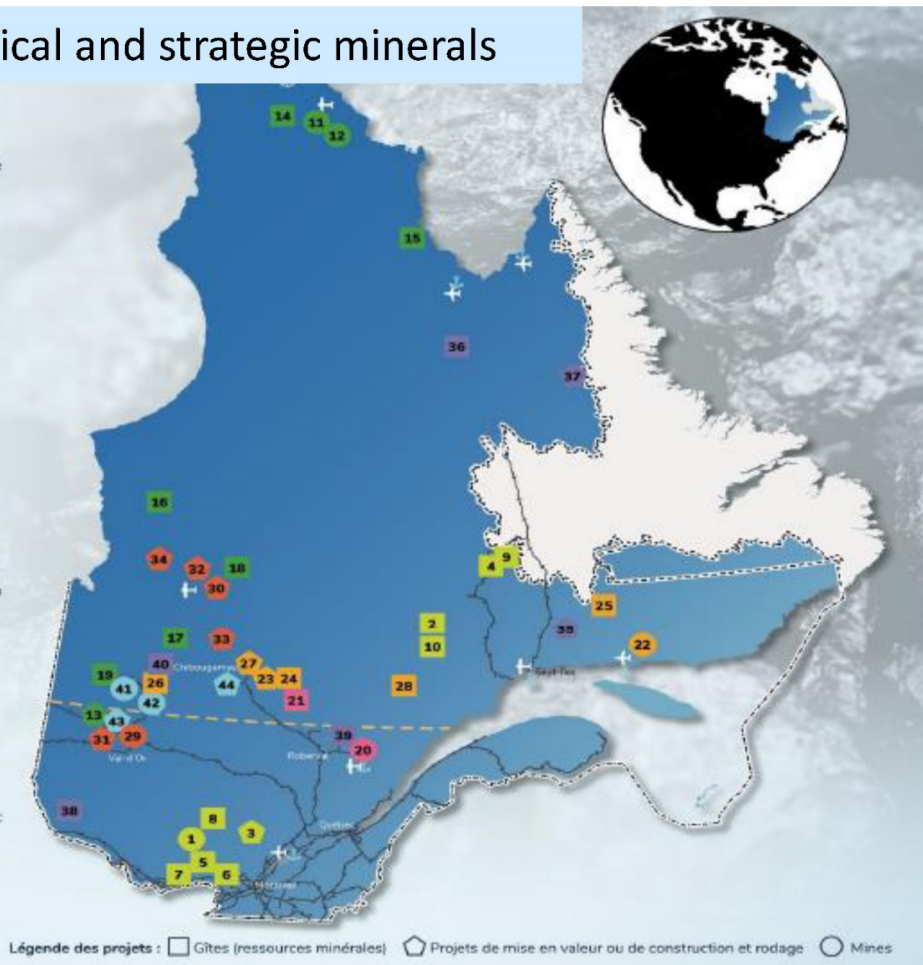 ical and strategic minerals
14 11 12
15
36
37
16
34 32 18
30
9
4
25
2
10
35
22
17 33
40 Chibougamau 27
19 41 26 44 23 24
42 21 28
13 43
31 29
Val-d'Or
39
20
Roberval
Sept-Îles
38
8
1 3
Québec
5
7 6
Montréal
Légende des projets : Gîtes (ressources minérales) Projets de mise en valeur ou de construction et rodage Mines